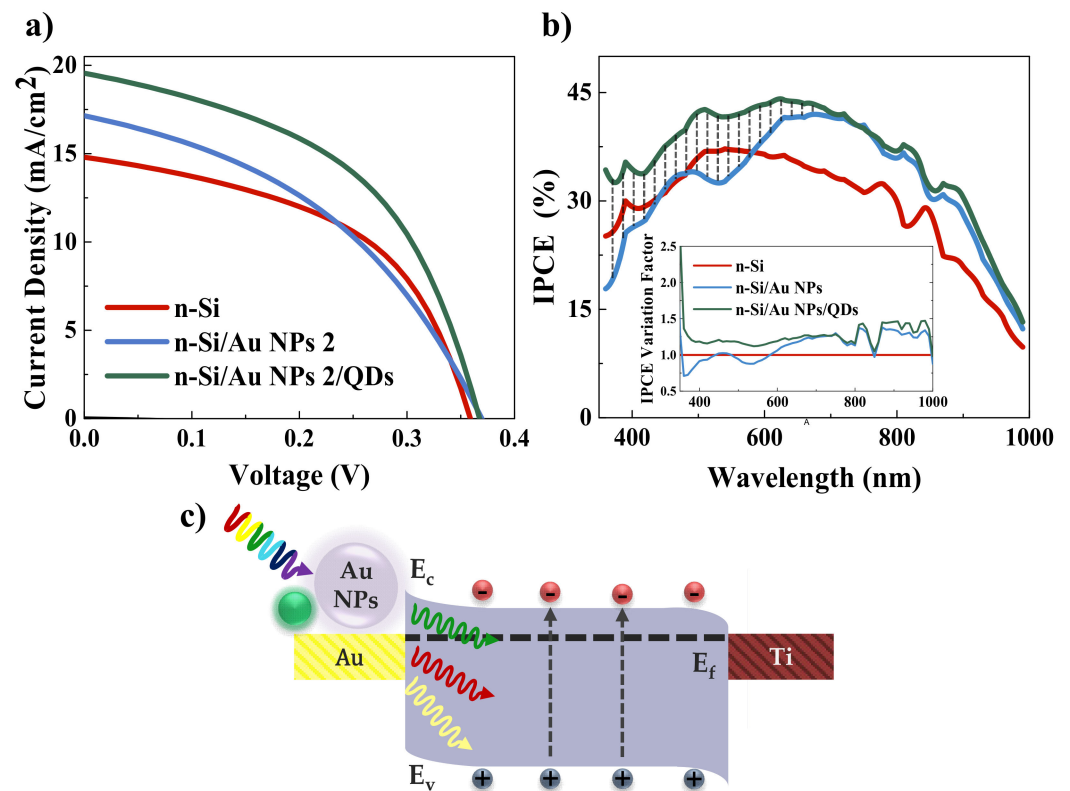 a)
20
15
10
5
0
0.0 0.1 0.2 0.3 0.4
Current Density (mA/cm²)
Voltage (V)
n-Si
n-Si/Au NPs 2
n-Si/Au NPs 2/QDs
b)
45
30
15
0
400 600 800 1000
IPCE (%)
Wavelength (nm)
A
2.5
2.0
1.5
1.0
0.5
400 600 800 1000
IPCE Variation Factor
n-Si
n-Si/Au NPs
n-Si/Au NPs/QDs
c)
Au
NPs
Au
Ec
- - - -
Ef
Ti
Ev
+ + + +